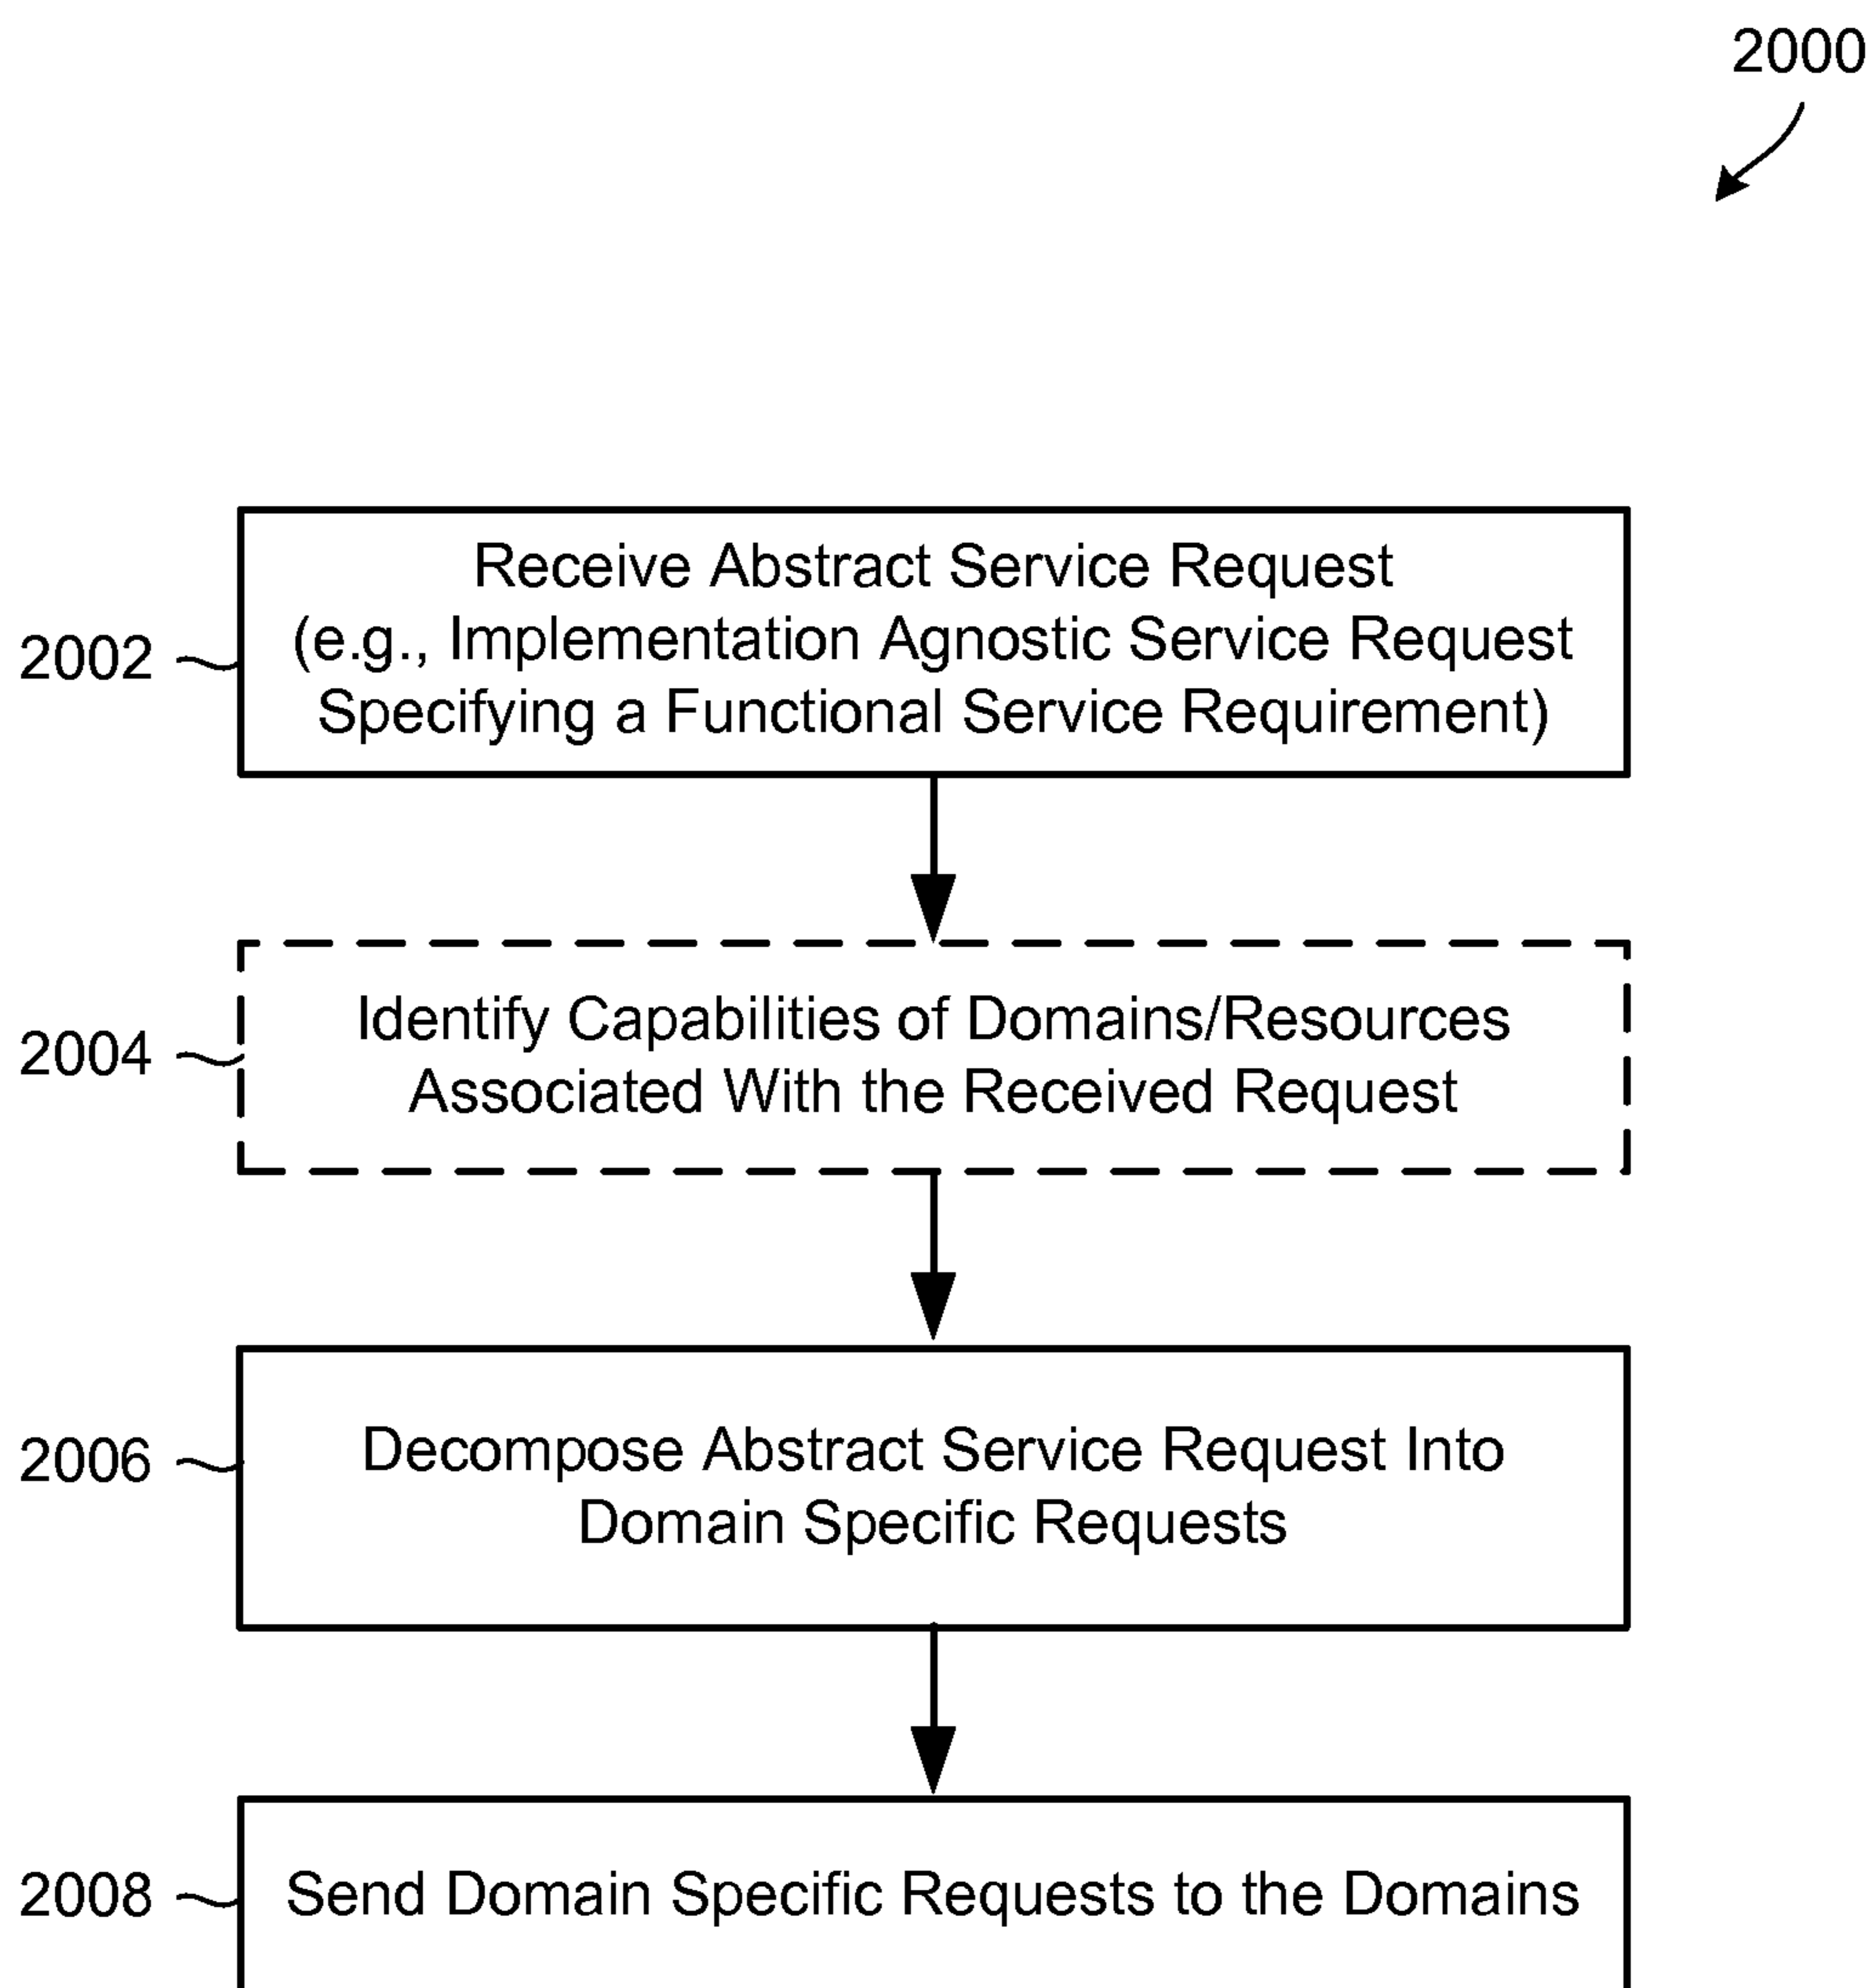 2000
Receive Abstract Service Request
(e.g., Implementation Agnostic Service Request
Specifying a Functional Service Requirement)
2002
Identify Capabilities of Domains/Resources
Associated With the Received Request
2004
Decompose Abstract Service Request Into
Domain Specific Requests
2006
Send Domain Specific Requests to the Domains
2008